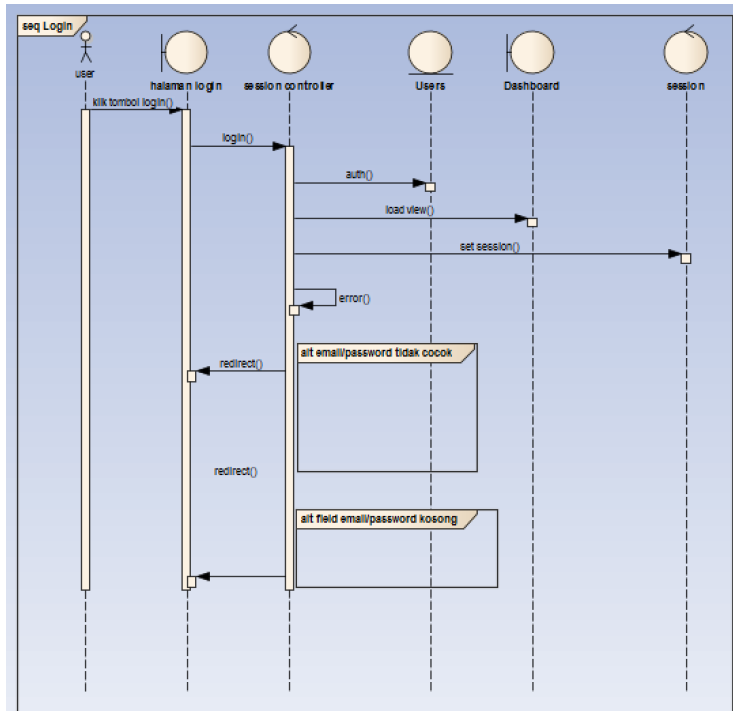 seq Login
user
halaman login
session controller
Users
Dashboard
session
klik tombol login()
login()
auth()
load view()
set session()
error()
alt email/password tidak cocok
redirect()
redirect()
alt field email/password kosong